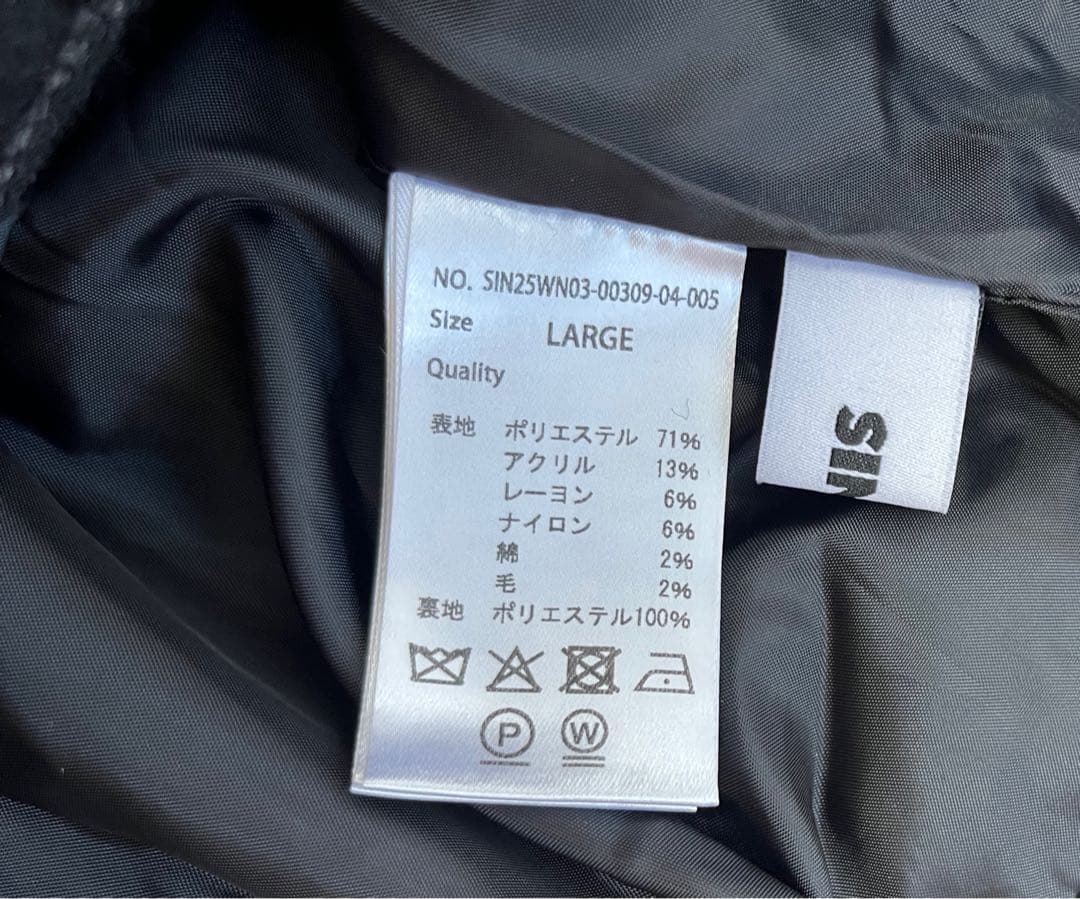 NO. SIN25WN03-00309-04-005
Size LARGE
Quality
表地 ポリエステル 71%
アクリル 13%
レーヨン 6%
ナイロン 6%
綿 2%
毛 2%
裏地 ポリエステル100%
P W